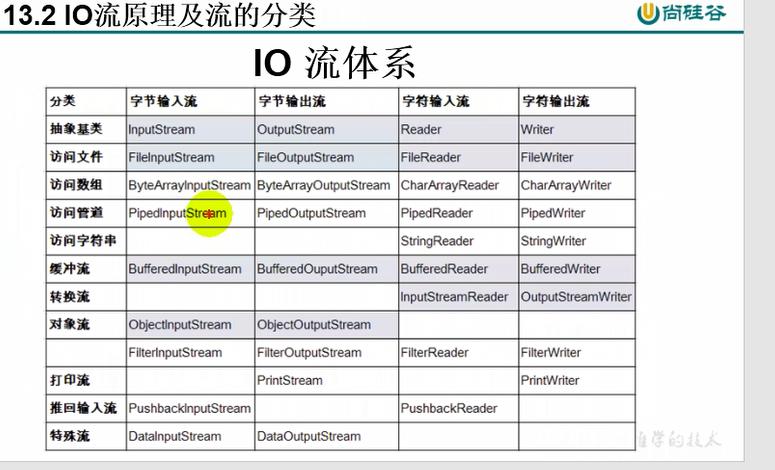 13.2 IO流原理及流的分类
尚硅谷
IO 流体系
分类 字节输入流 字节输出流 字符输入流 字符输出流
抽象基类 InputStream OutputStream Reader Writer
访问文件 FileInputStream FileOutputStream FileReader FileWriter
访问数组 ByteArrayInputStream ByteArrayOutputStream CharArrayReader CharArrayWriter
访问管道 PipedInputStream PipedOutputStream PipedReader PipedWriter
访问字符串 StringReader StringWriter
缓冲流 BufferedInputStream BufferedOuputStream BufferedReader BufferedWriter
转换流 InputStreamReader OutputStreamWriter
对象流 ObjectInputStream ObjectOutputStream
FilterInputStream FilterOutputStream FilterReader FilterWriter
打印流 PrintStream PrintWriter
推回输入流 PushbackInputStream PushbackReader
特殊流 DataInputStream DataOutputStream
学的技术